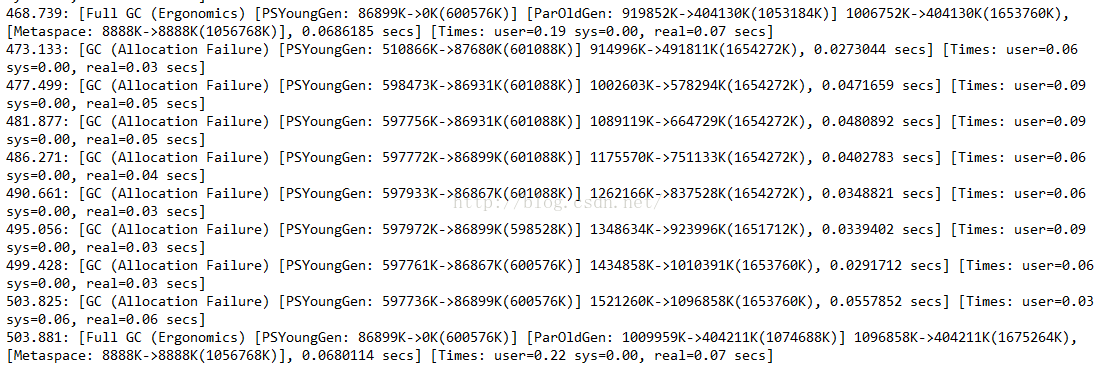 468.739: [Full GC (Ergonomics) [PSYoungGen: 86899K->0K(600576K)] [ParOldGen: 919852K->404130K(1053184K)] 1006752K->404130K(1653760K),
[Metaspace: 8888K->8888K(1056768K)], 0.0686185 secs] [Times: user=0.19 sys=0.00, real=0.07 secs]
473.133: [GC (Allocation Failure) [PSYoungGen: 510866K->87680K(601088K)] 914996K->491811K(1654272K), 0.0273044 secs] [Times: user=0.06
sys=0.00, real=0.03 secs]
477.499: [GC (Allocation Failure) [PSYoungGen: 598473K->86931K(601088K)] 1002603K->578294K(1654272K), 0.0471659 secs] [Times: user=0.09
sys=0.00, real=0.05 secs]
481.877: [GC (Allocation Failure) [PSYoungGen: 597756K->86931K(601088K)] 1089119K->664729K(1654272K), 0.0480892 secs] [Times: user=0.09
sys=0.00, real=0.05 secs]
486.271: [GC (Allocation Failure) [PSYoungGen: 597772K->86899K(601088K)] 1175570K->751133K(1654272K), 0.0402783 secs] [Times: user=0.06
sys=0.00, real=0.04 secs]
490.661: [GC (Allocation Failure) [PSYoungGen: 597933K->86867K(601088K)] 1262166K->837528K(1654272K), 0.0348821 secs] [Times: user=0.06
sys=0.00, real=0.03 secs]
http://blog.csdn.net/
495.056: [GC (Allocation Failure) [PSYoungGen: 597972K->86899K(598528K)] 1348634K->923996K(1651712K), 0.0339402 secs] [Times: user=0.09
sys=0.00, real=0.03 secs]
499.428: [GC (Allocation Failure) [PSYoungGen: 597761K->86867K(600576K)] 1434858K->1010391K(1653760K), 0.0291712 secs] [Times: user=0.06
sys=0.00, real=0.03 secs]
503.825: [GC (Allocation Failure) [PSYoungGen: 597736K->86899K(600576K)] 1521260K->1096858K(1653760K), 0.0557852 secs] [Times: user=0.03
sys=0.06, real=0.06 secs]
503.881: [Full GC (Ergonomics) [PSYoungGen: 86899K->0K(600576K)] [ParOldGen: 1009959K->404211K(1074688K)] 1096858K->404211K(1675264K),
[Metaspace: 8888K->8888K(1056768K)], 0.0680114 secs] [Times: user=0.22 sys=0.00, real=0.07 secs]